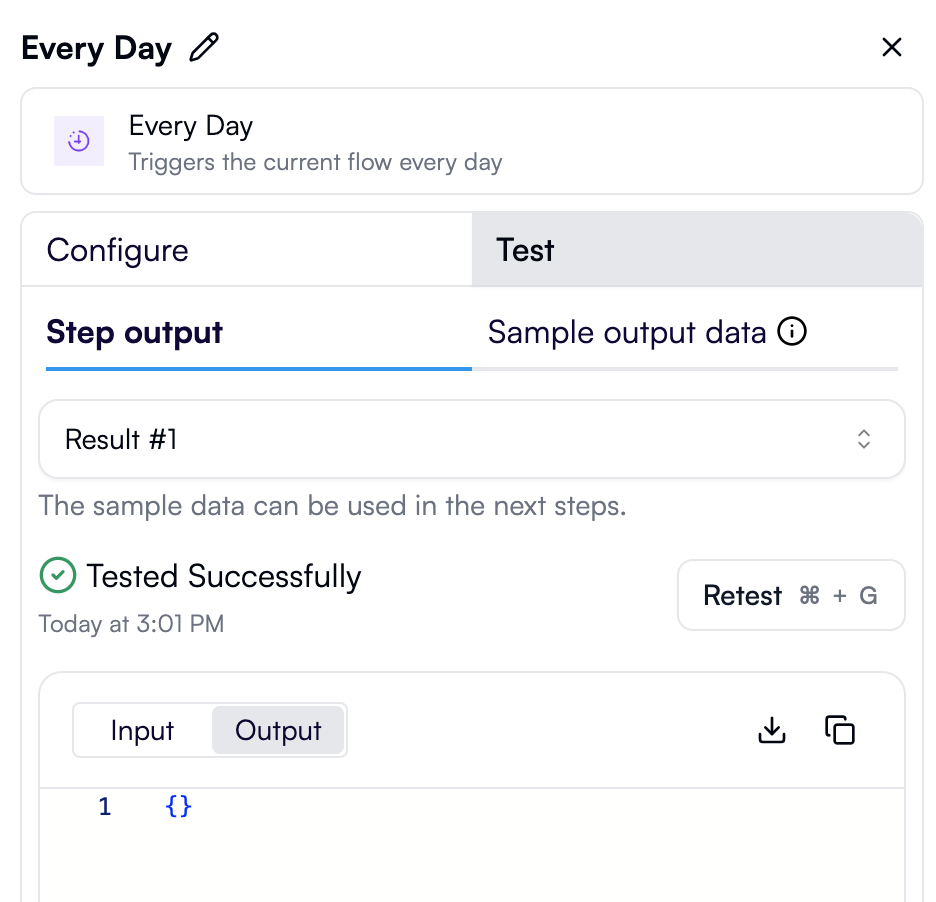 Every Day
Every Day
Triggers the current flow every day
Configure
Test
Step output
Sample output data
Result #1
The sample data can be used in the next steps.
Tested Successfully
Retest ⌘ + G
Today at 3:01 PM
Input
Output
1 {}